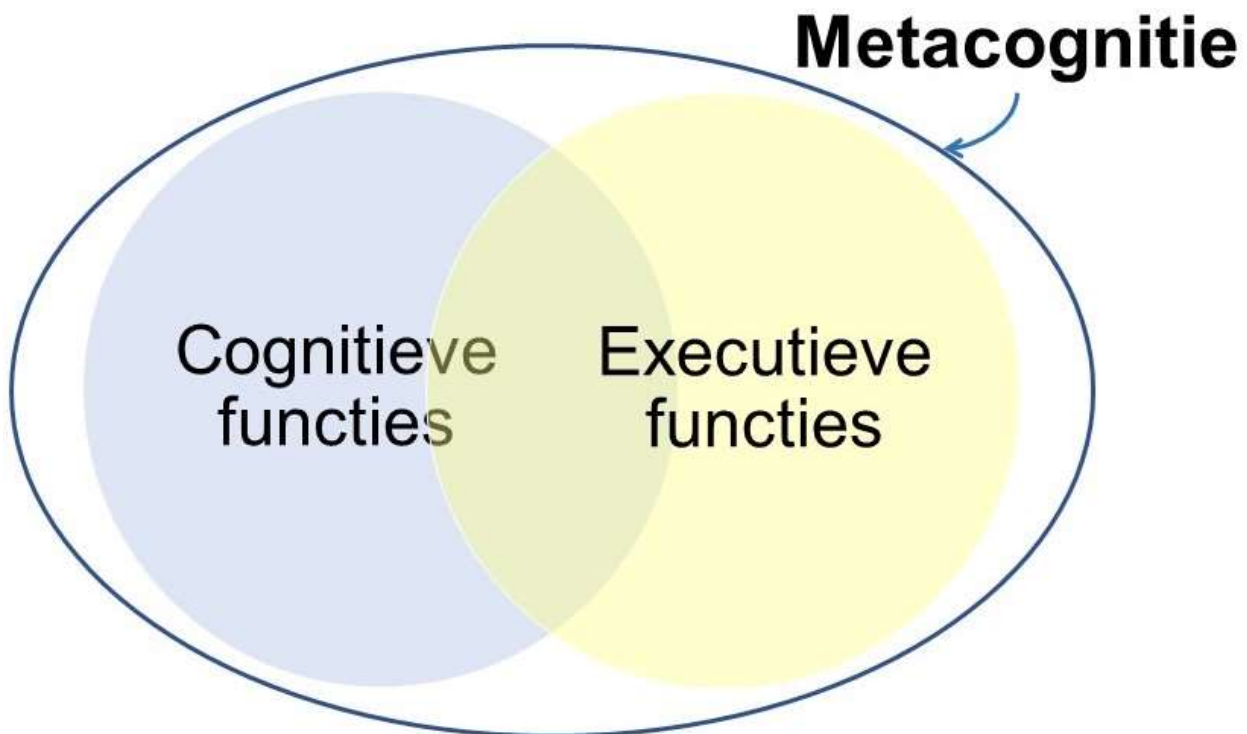 Metacognitie
Cognitieve
functies
Executieve
functies